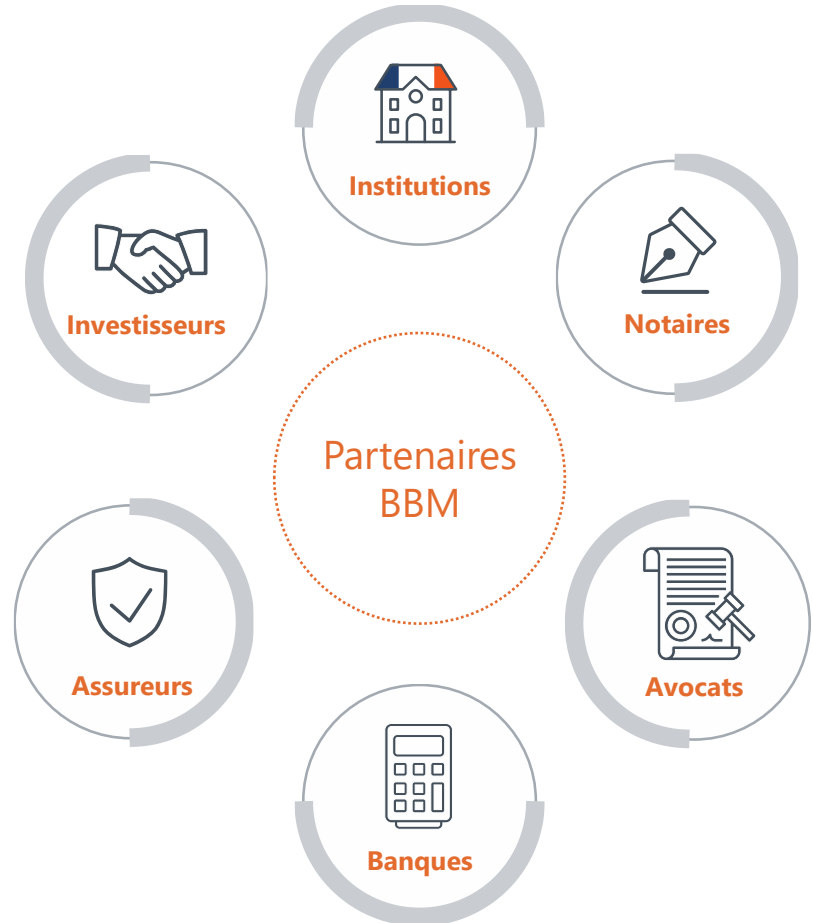 Institutions
Investisseurs
Notaires
Partenaires
BBM
Assureurs
Avocats
Banques